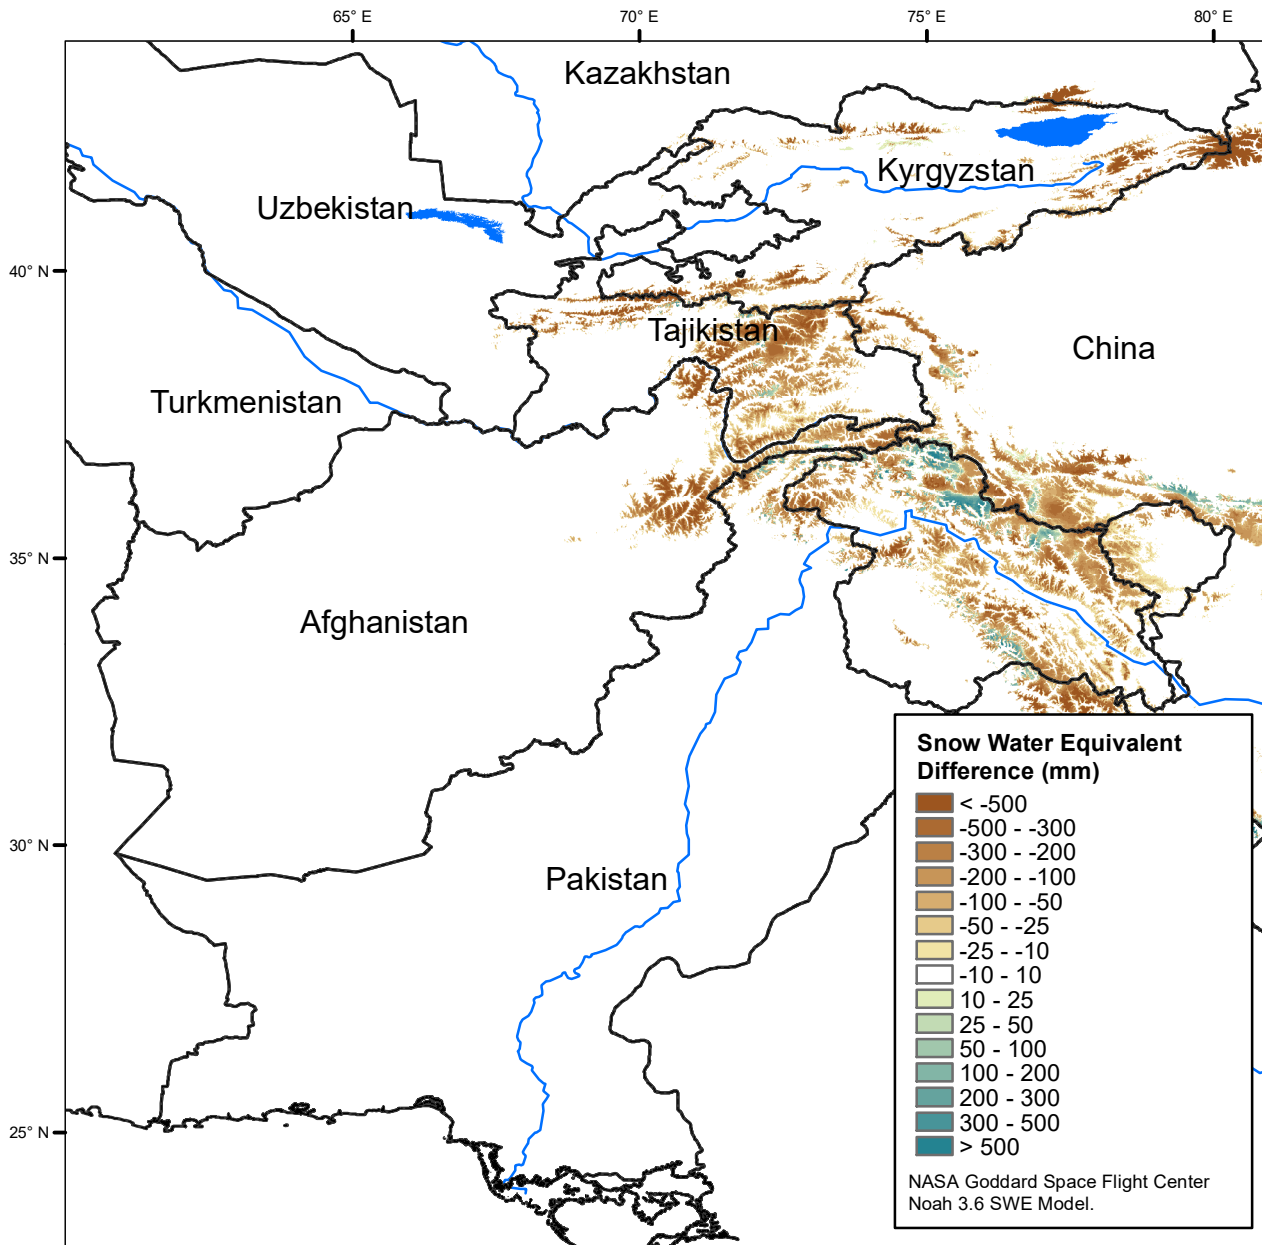 65° E
70° E
75° E
80° E
Kazakhstan
Kyrgyzstan
Uzbekistan
40° N
Tajikistan
China
Turkmenistan
35° N
Afghanistan
30° N
Pakistan
25° N
Snow Water Equivalent
Difference (mm)
< -500
-500 - -300
-300 - -200
-200 - -100
-100 - -50
-50 - -25
-25 - -10
-10 - 10
10 - 25
25 - 50
50 - 100
100 - 200
200 - 300
300 - 500
> 500
NASA Goddard Space Flight Center
Noah 3.6 SWE Model.